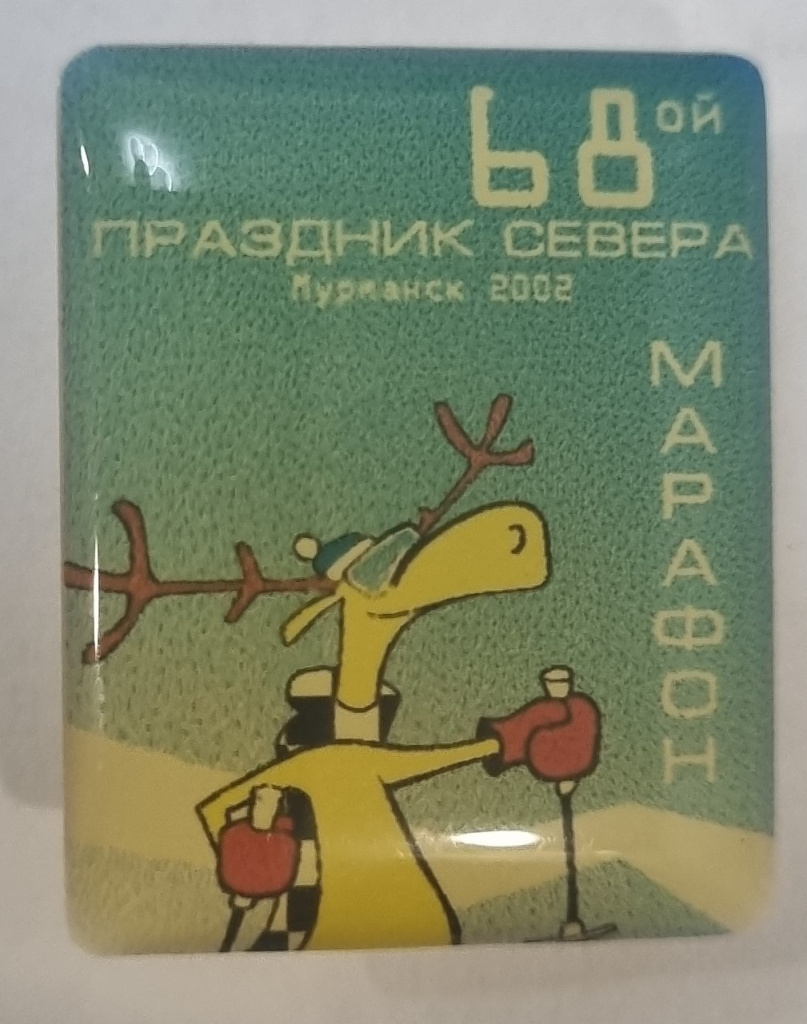 68ой
ПРАЗДНИК СЕВЕРА
Мурманск 2002
МАРАФОН